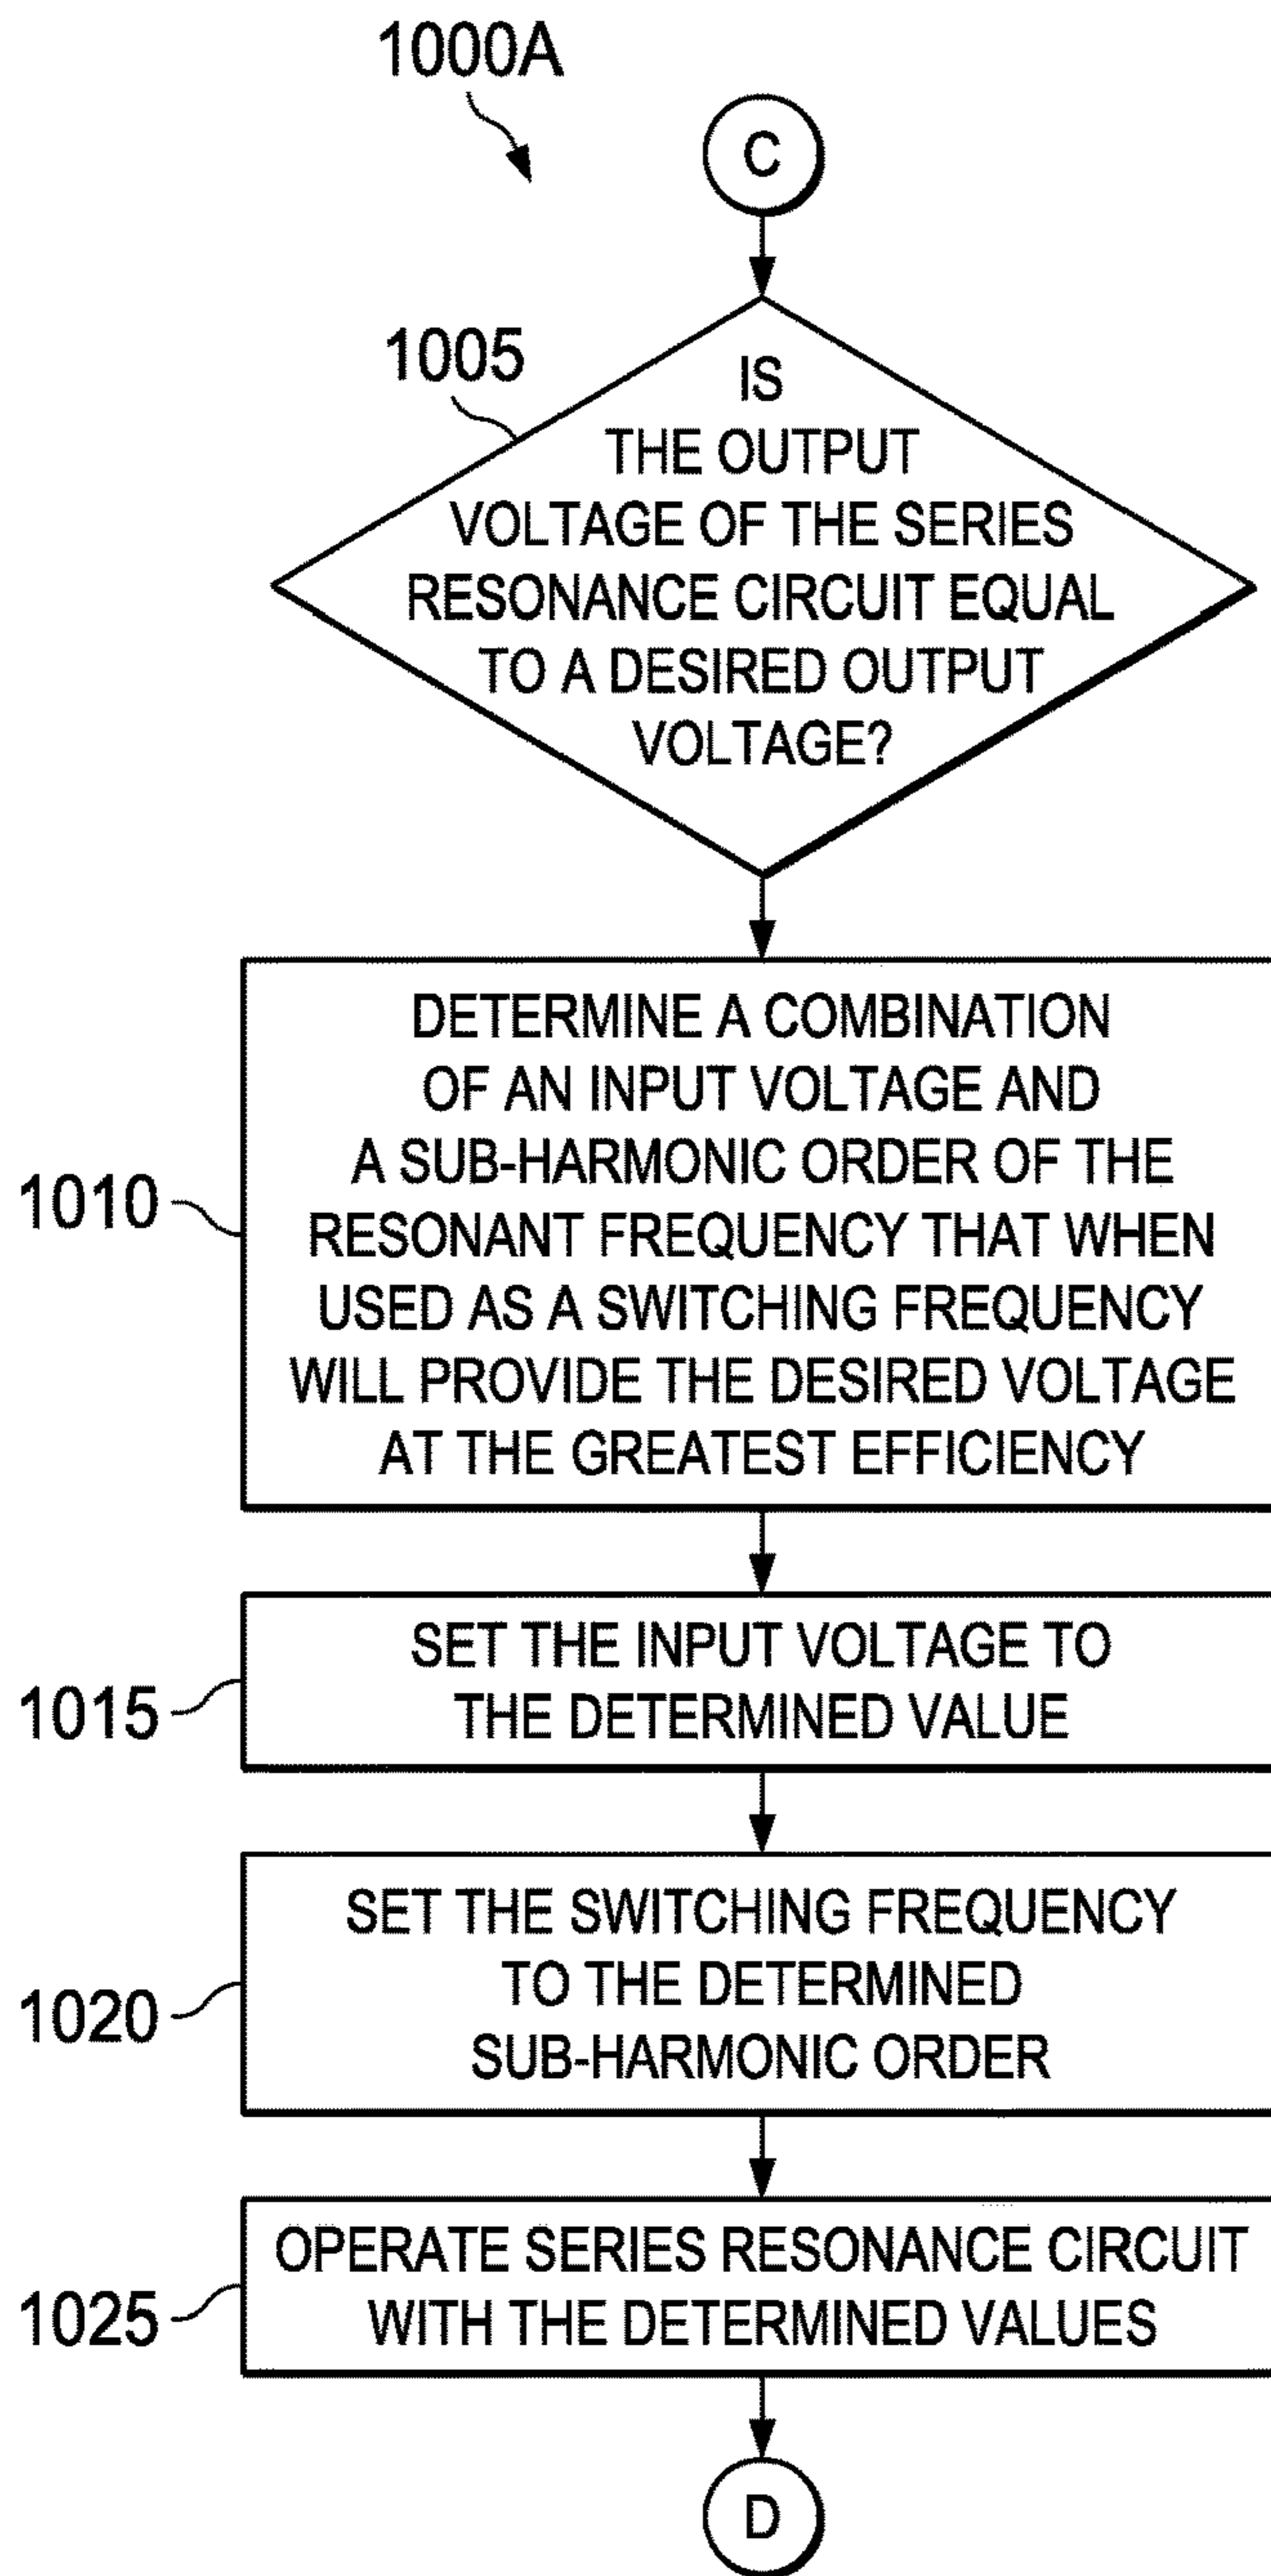 1000A
C
1005
IS
THE OUTPUT
VOLTAGE OF THE SERIES
RESONANCE CIRCUIT EQUAL
TO A DESIRED OUTPUT
VOLTAGE?
1010
DETERMINE A COMBINATION
OF AN INPUT VOLTAGE AND
A SUB-HARMONIC ORDER OF THE
RESONANT FREQUENCY THAT WHEN
USED AS A SWITCHING FREQUENCY
WILL PROVIDE THE DESIRED VOLTAGE
AT THE GREATEST EFFICIENCY
1015
SET THE INPUT VOLTAGE TO
THE DETERMINED VALUE
1020
SET THE SWITCHING FREQUENCY
TO THE DETERMINED
SUB-HARMONIC ORDER
1025
OPERATE SERIES RESONANCE CIRCUIT
WITH THE DETERMINED VALUES
D